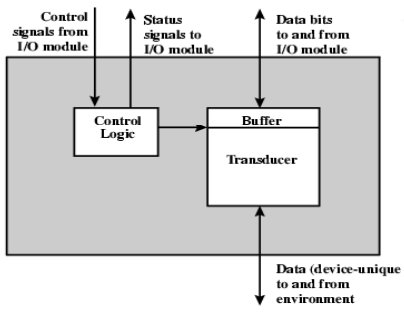 Control
signals from
I/O module
Status
signals to
I/O module
Data bits
to and from
I/O module
Control
Logic
Buffer
Transducer
Data (device-unique
to and from
environment